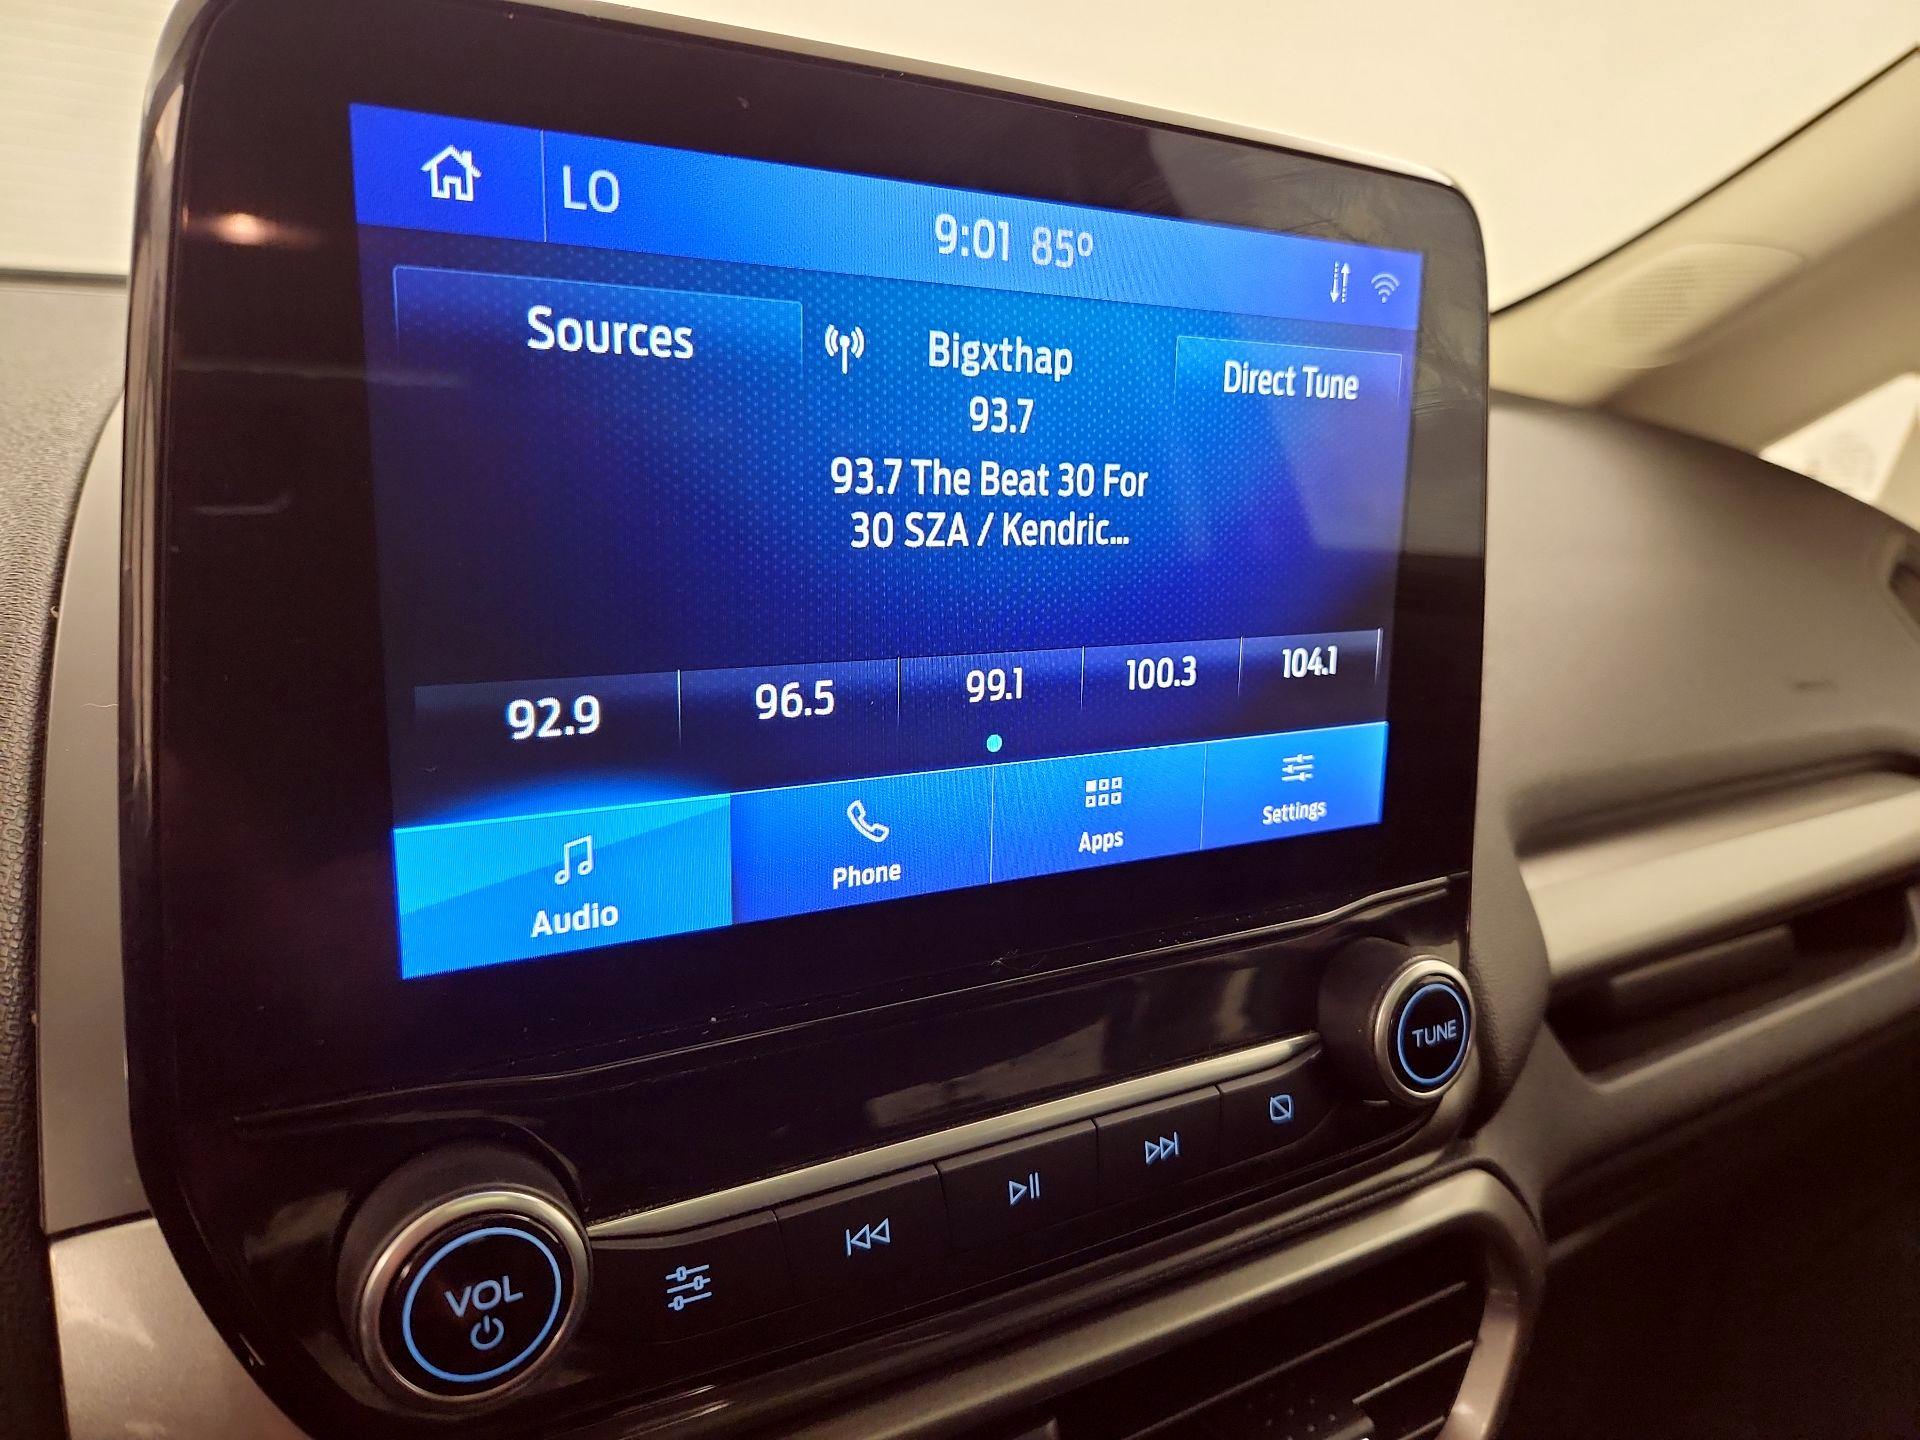 LO
9:01 85°
Sources
Bigxthap
Direct Tune
93.7
93.7 The Beat 30 For
30 SZA / Kendric...
92.9
96.5
99.1
100.3
104.1
Audio
Phone
Apps
Settings
TUNE
VOL